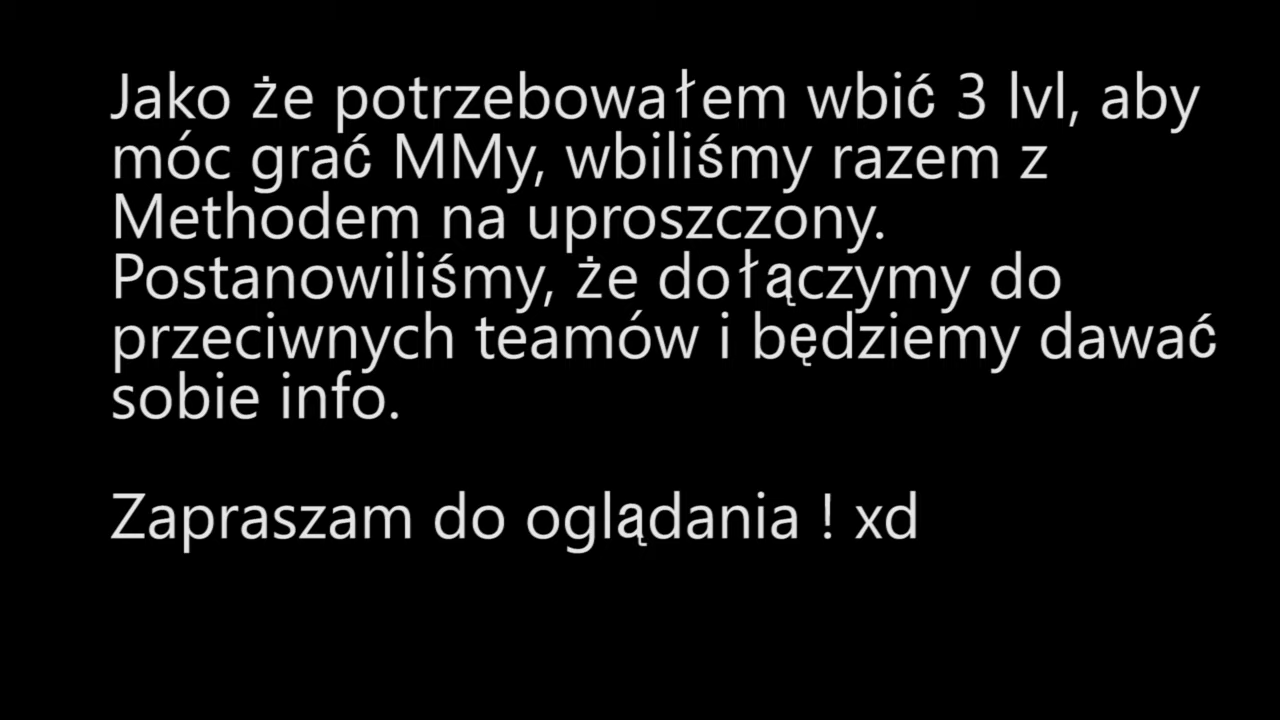 Jako że potrzebowałem wbić 3 lvl, aby
móc grać MMy, wbiliśmy razem z
Methodem na uproszczony.
Postanowiliśmy, że dołączymy do
przeciwnych teamów i będziemy dawać
sobie info.
Zapraszam do oglądania ! xd